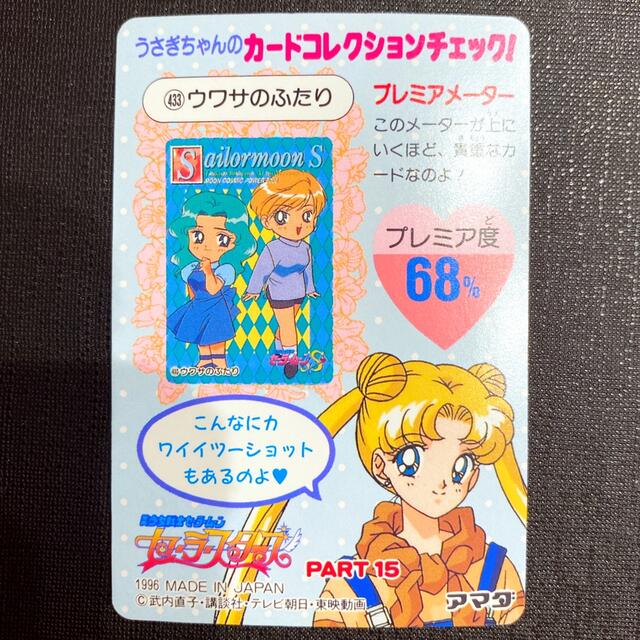 うさぎちゃんのカードコレクションチェック!
433 ウワサのふたり
Sailormoon S
MOON COSMIC POWER
ウワサのふたり
プレミアメーター
このメーターが上に
いくほど、貴重なカ
ードなのよ!
プレミア度
68%
こんなにカ
ワイイツーショット
もあるのよ♥
美少女戦士セーラームーン
セーラースターズ
PART 15
1996 MADE IN JAPAN
©武内直子・講談社・テレビ朝日・東映動画
アマダ